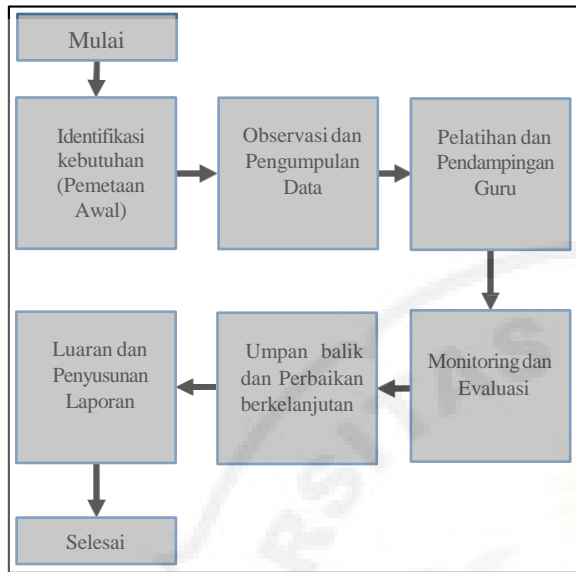 Mulai
Identifikasi
kebutuhan
(Pemetaan
Awal)
Observasi dan
Pengumpulan
Data
Pelatihan dan
Pendampingan
Guru
Monitoring dan
Evaluasi
Umpan balik
dan Perbaikan
berkelanjutan
Luaran dan
Penyusunan
Laporan
Selesai